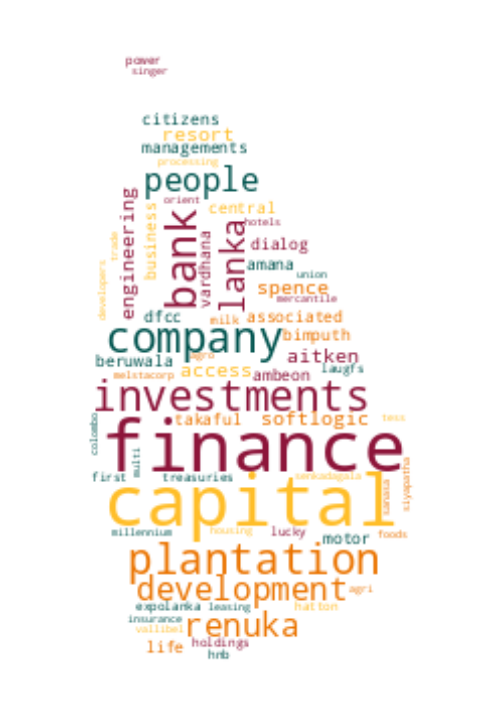 power
singer
citizens
resort
managements
processing
people
orient
engineering
business
bank
vardhana
central
lanka
hotels
trade
developers
dialog
amana
union
spence
mercantile
dfcc
milk
associated
company
bimputh
beruwala
agro
aitken
access
laugfs
melstacorp
ambeon
investments
takaful
softlogic
tess
colombo
finance
multi
first
treasuries
senkadagala
sanasa
siyapatha
capital
millennium
housing
lucky
motor
foods
plantation
development
agri
expolanka
leasing
hatton
insurance
renuka
vallibel
life
holdings
hnb